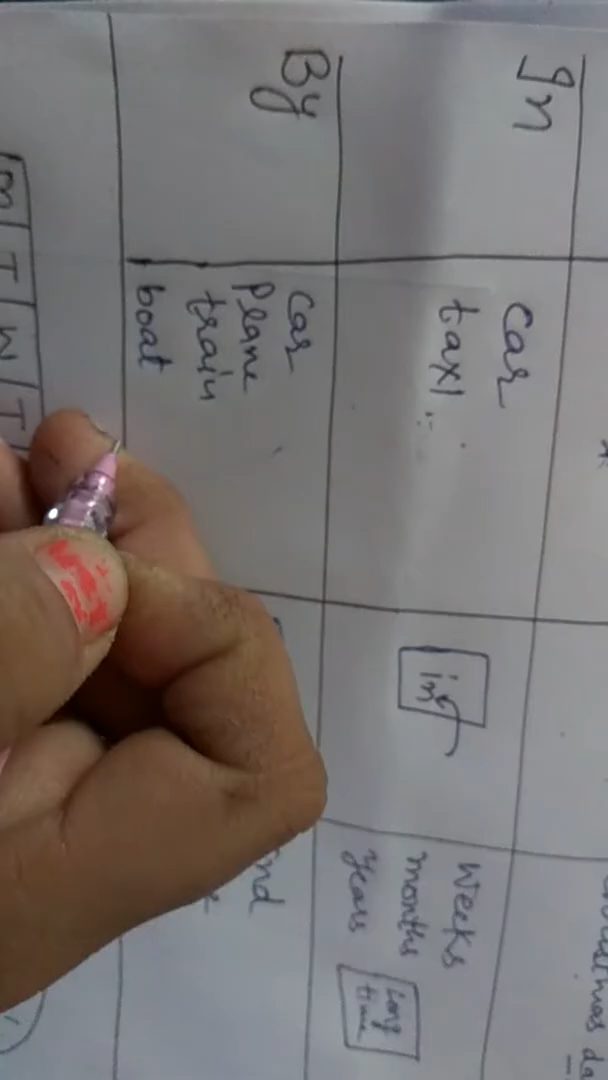 In
car
taxi
in
Weeks
months
years
long
time
By
car
Plane
train
boat
M T W T